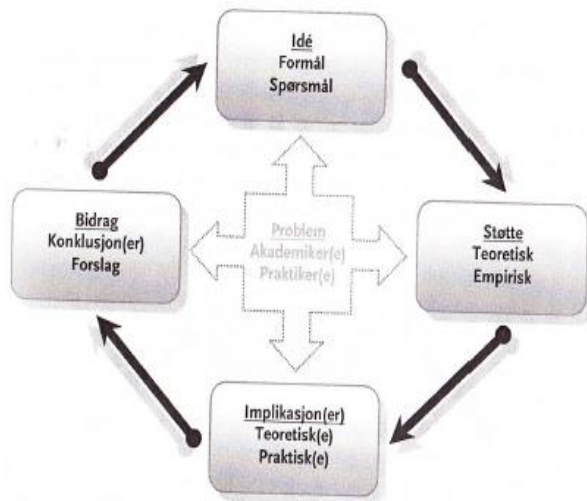 Idé
Formål
Spørsmål
Bidrag
Konklusjon(er)
Forslag
Problem
Akademiker(e)
Praktiker(e)
Støtte
Teoretisk
Empirisk
Implikasjon(er)
Teoretisk(e)
Praktisk(e)